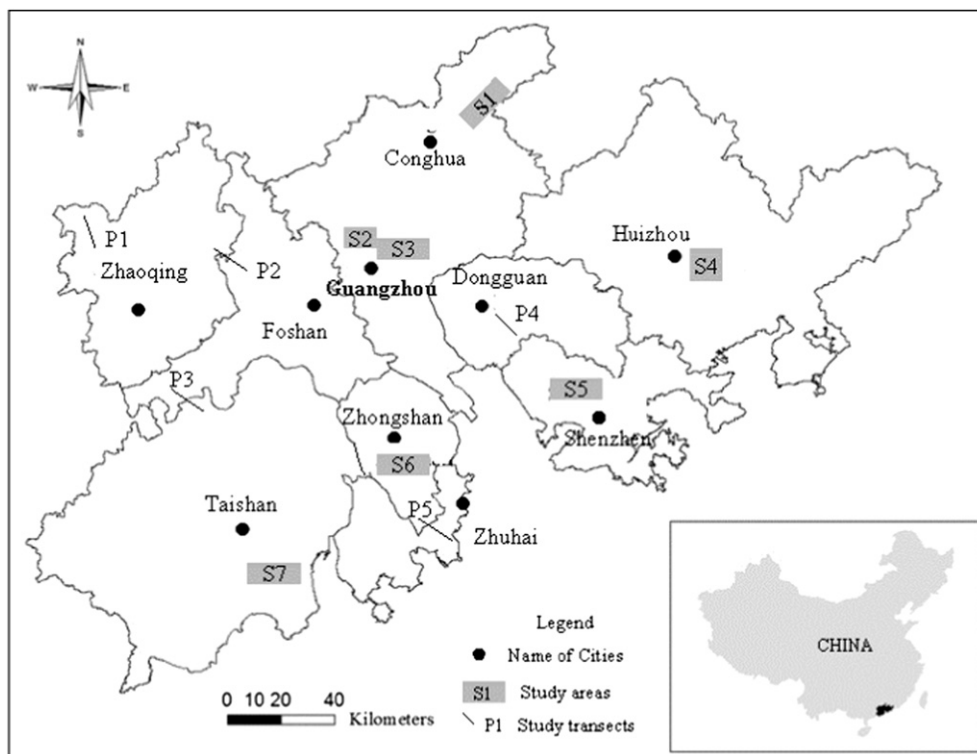 N
W E
S
S1
Conghua
P1
Zhaoqing
P2
S2
S3
Guangzhou
Foshan
Huizhou
S4
Dongguan
P4
P3
S5
Shenzhen
Zhongshan
S6
Taishan
P5
Zhuhai
S7
Legend
Name of Cities
S1 Study areas
P1 Study transects
0 10 20 40
Kilometers
CHINA